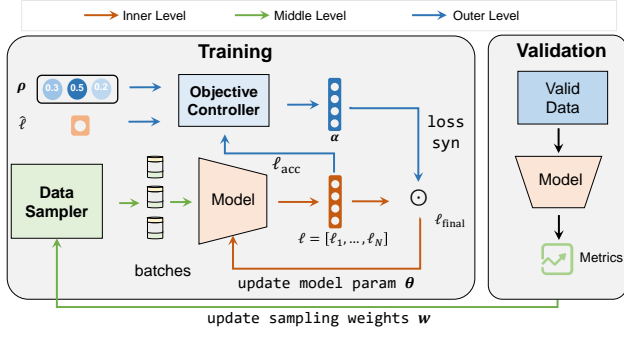 Inner Level
Middle Level
Outer Level
Training
Validation
ρ
0.3
0.5
0.2
ℓ̂
Objective
Controller
α
loss
syn
Valid
Data
ℓacc
Data
Sampler
Model
ℓ = [ℓ1, … , ℓN]
⊙
ℓfinal
batches
update model param θ
Model
Metrics
update sampling weights w